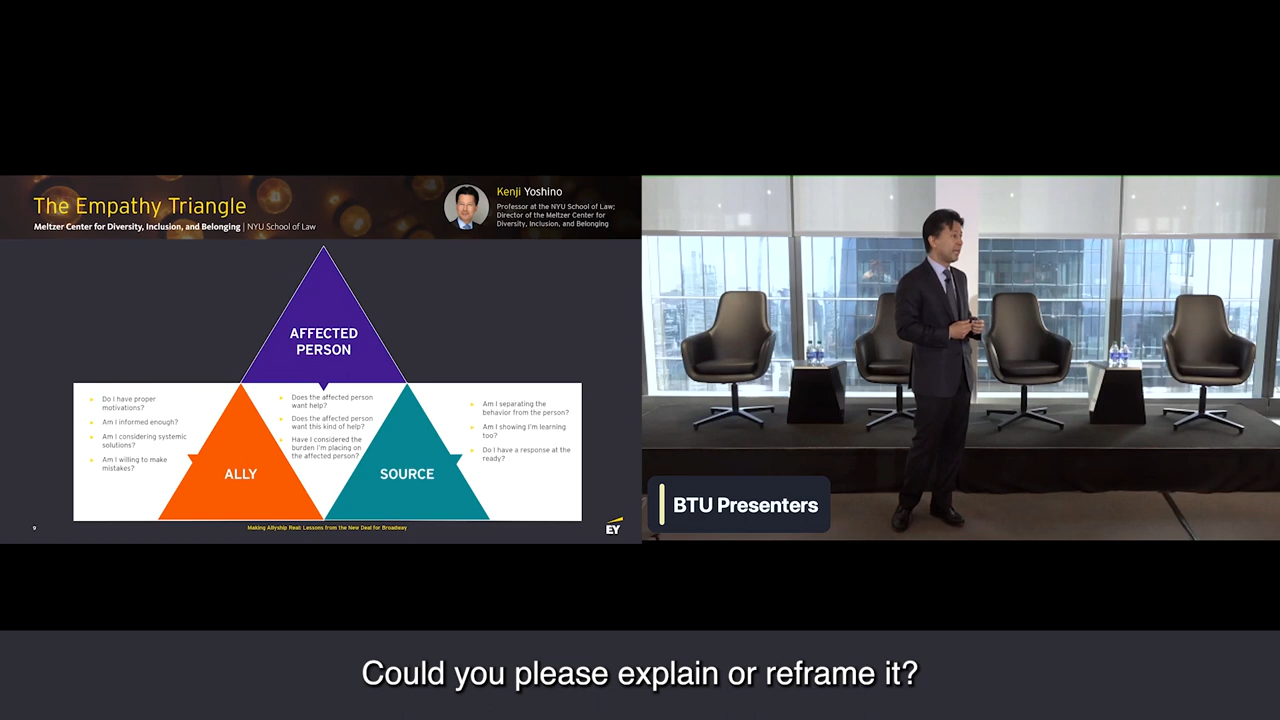 The Empathy Triangle
Meltzer Center for Diversity, Inclusion, and Belonging | NYU School of Law
Kenji Yoshino
Professor at the NYU School of Law;
Director of the Meltzer Center for
Diversity, Inclusion, and Belonging
AFFECTED
PERSON
Do I have proper
motivations?
Am I informed enough?
Am I considering systemic
solutions?
Am I willing to make
mistakes?
Does the affected person
want help?
Does the affected person
want this kind of help?
Have I considered the
burden I'm placing on
the affected person?
Am I separating the
behavior from the person?
Am I showing I'm learning
too?
Do I have a response at the
ready?
ALLY
SOURCE
9
Making Allyship Real: Lessons from the New Deal for Broadway
EY
BTU Presenters
Could you please explain or reframe it?